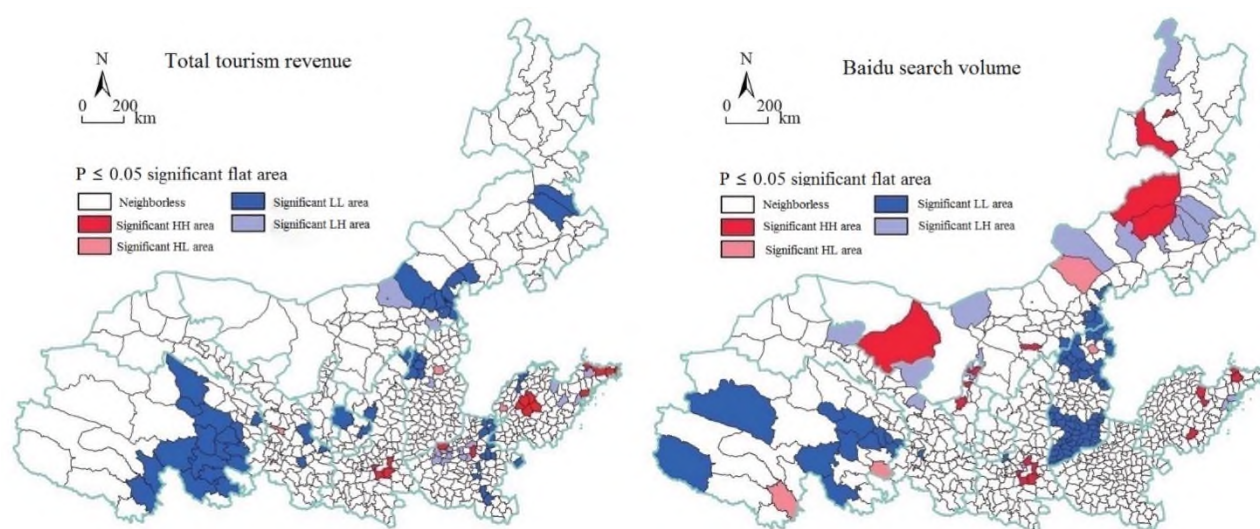 Total tourism revenue
N
0 200
km
P ≤ 0.05 significant flat area
Neighborless
Significant LL area
Significant HH area
Significant LH area
Significant HL area
Baidu search volume
N
0 200
km
P ≤ 0.05 significant flat area
Neighborless
Significant LL area
Significant HH area
Significant LH area
Significant HL area